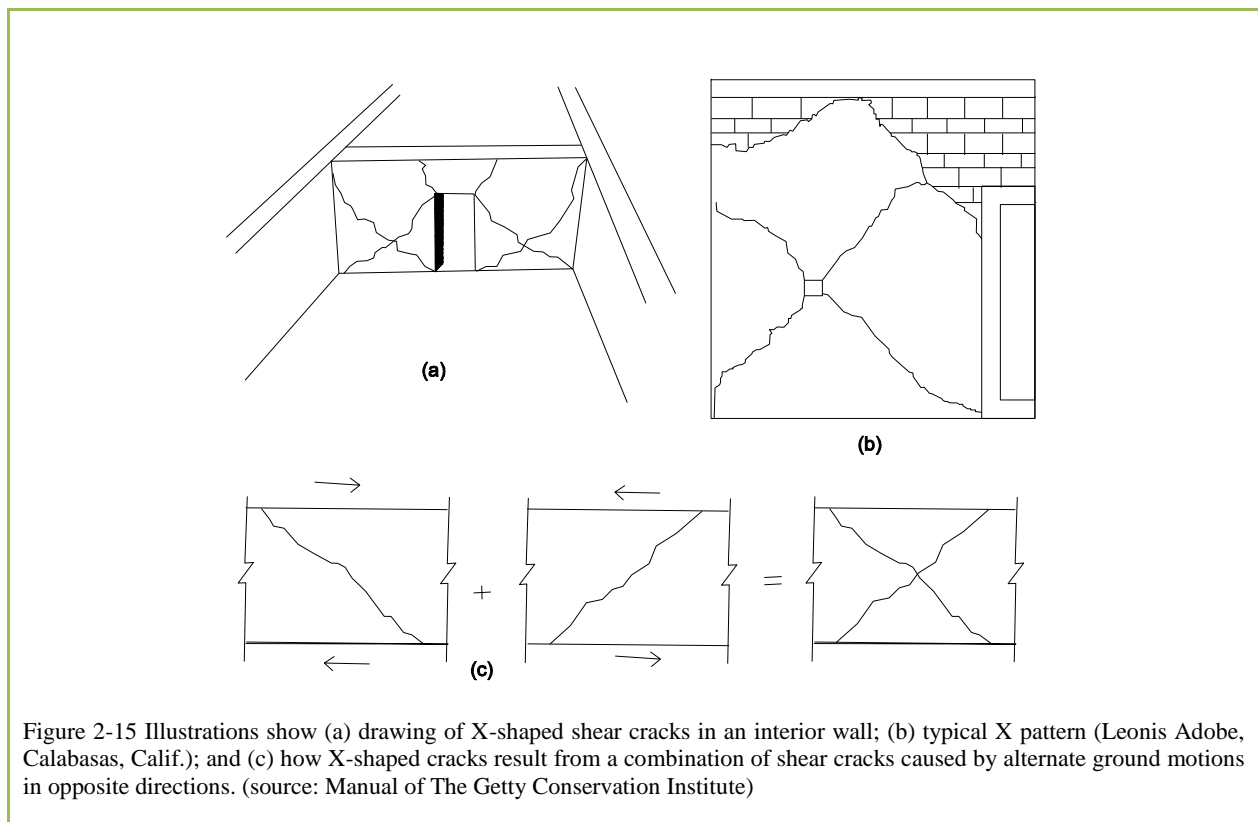 (a)
(b)
+
=
(c)
Figure 2-15 Illustrations show (a) drawing of X-shaped shear cracks in an interior wall; (b) typical X pattern (Leonis Adobe,
Calabasas, Calif.); and (c) how X-shaped cracks result from a combination of shear cracks caused by alternate ground motions
in opposite directions. (source: Manual of The Getty Conservation Institute)